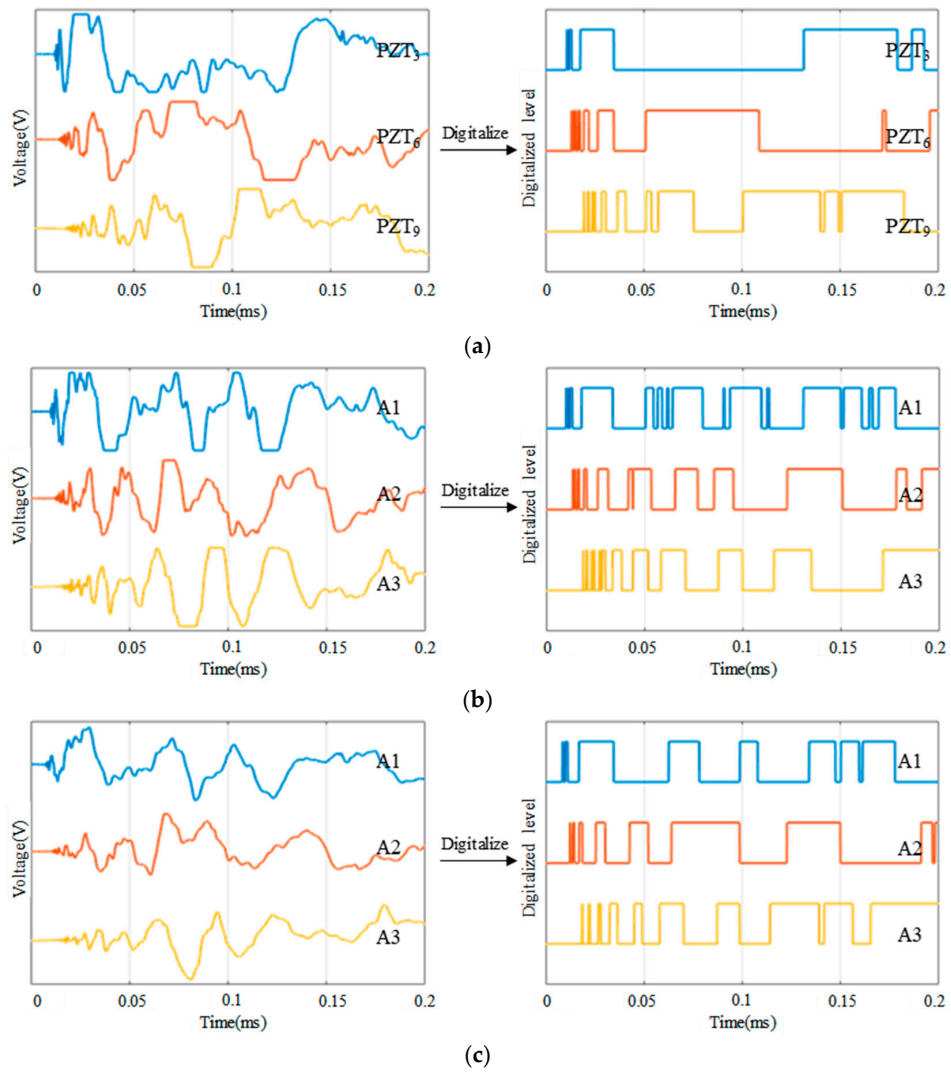 Voltage(V)
PZT3
PZT6
PZT9
0 0.05 0.1 0.15 0.2
Time(ms)
Digitalize
Digitalized level
PZT3
PZT6
PZT9
0 0.05 0.1 0.15 0.2
Time(ms)
(a)
Voltage(V)
A1
A2
A3
0 0.05 0.1 0.15 0.2
Time(ms)
Digitalize
Digitalized level
A1
A2
A3
0 0.05 0.1 0.15 0.2
Time(ms)
(b)
Voltage(V)
A1
A2
A3
0 0.05 0.1 0.15 0.2
Time(ms)
Digitalize
Digitalized level
A1
A2
A3
0 0.05 0.1 0.15 0.2
Time(ms)
(c)